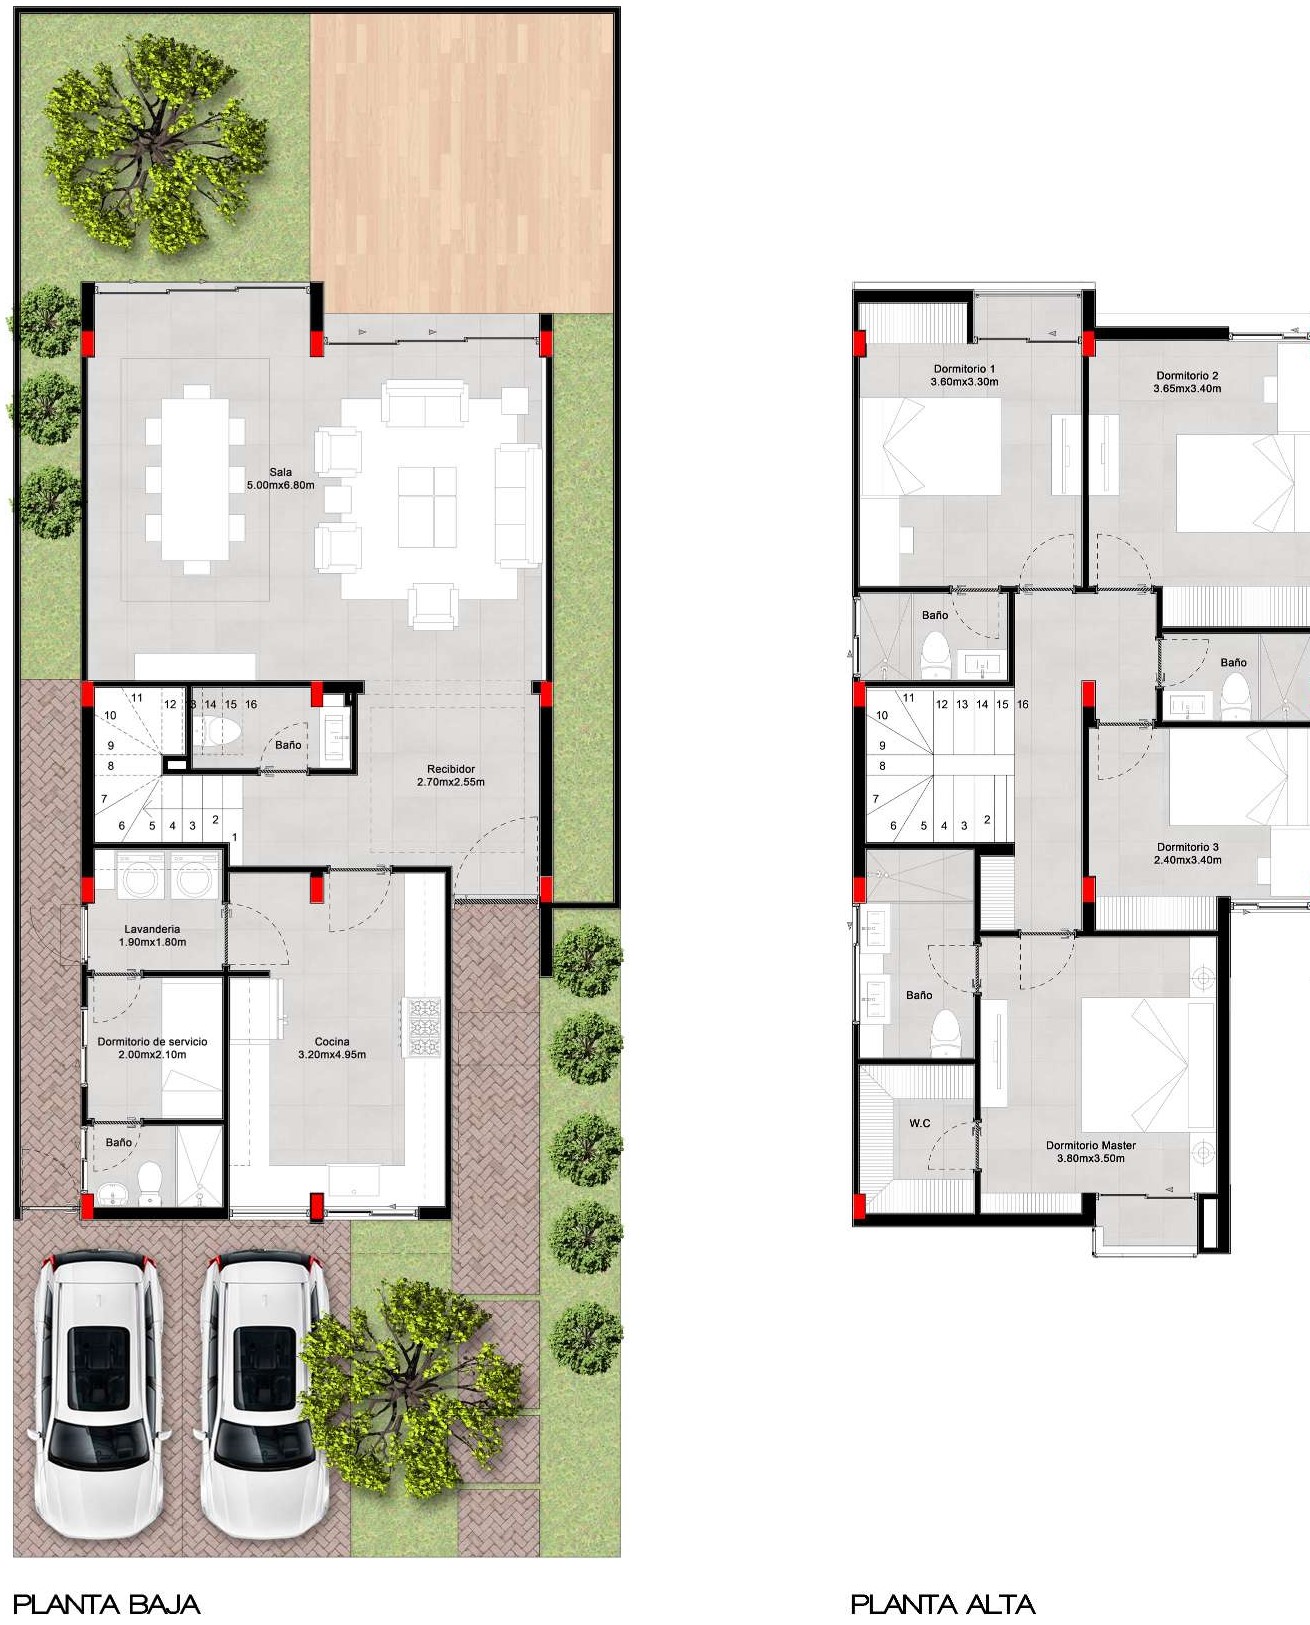 Sala
5.00mx6.80m
11
12
13
14
15
16
10
9
8
7
6
5
4
3
2
1
Baño
Recibidor
2.70mx2.55m
Lavanderia
1.90mx1.80m
Dormitorio de servicio
2.00mx2.10m
Cocina
3.20mx4.95m
Baño
PLANTA BAJA
Dormitorio 1
3.60mx3.30m
Dormitorio 2
3.65mx3.40m
Baño
Baño
11
12
13
14
15
16
10
9
8
7
6
5
4
3
2
Dormitorio 3
2.40mx3.40m
Baño
W.C
Dormitorio Master
3.80mx3.50m
PLANTA ALTA